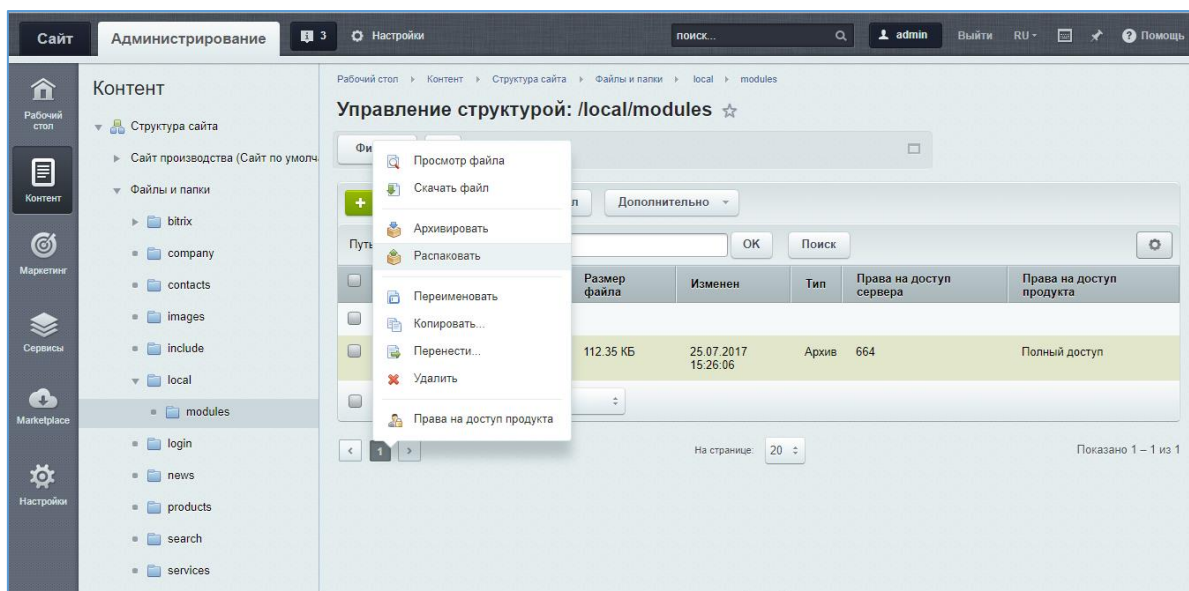 Сайт
Администрирование
3
Настройки
поиск...
admin
Выйти
RU
Помощь
Рабочий стол
Контент
Маркетинг
Сервисы
Marketplace
Настройки
Контент
Структура сайта
Сайт производства (Сайт по умолч
Файлы и папки
bitrix
company
contacts
images
include
local
modules
login
news
products
search
services
Рабочий стол Контент Структура сайта Файлы и папки local modules
Управление структурой: /local/modules
Фи
Дополнительно
Путь
OK
Поиск
Размер файла
Изменен
Тип
Права на доступ сервера
Права на доступ продукта
112.35 КБ
25.07.2017 15:26:06
Архив
664
Полный доступ
Просмотр файла
Скачать файл
Архивировать
Распаковать
Переименовать
Копировать...
Перенести...
Удалить
Права на доступ продукта
1
На странице: 20
Показано 1 – 1 из 1